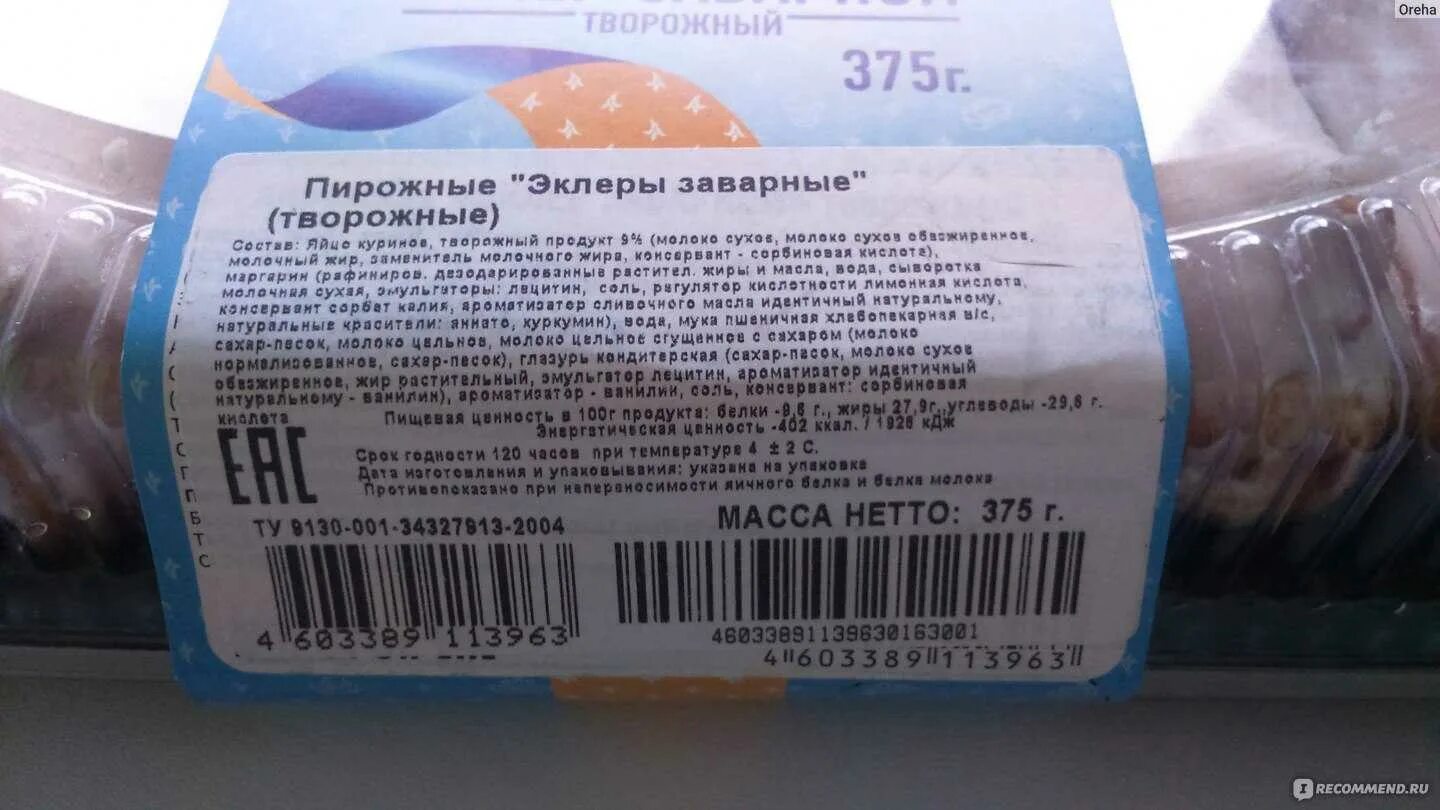 Oreha
ТВОРОЖНЫЙ
375г.
Пирожные "Эклеры заварные"
(творожные)
Состав: Яйцо куриное, творожный продукт 9% (молоко сухое, молоко сухое обезжиренное,
молочный жир, заменитель молочного жира, консервант - сорбиновая кислота),
маргарин (рафиниров. дезодарированные растител. жиры и масла, вода, сыворотка
молочная сухая, эмульгаторы: лецитин, соль, регулятор кислотности лимонная кислота,
консервант сорбат калия, ароматизатор сливочного масла идентичный натуральному,
натуральные красители: аннато, куркумин), вода, мука пшеничная хлебопекарная в/с,
сахар-песок, молоко цельное, молоко цельное сгущенное с сахаром (молоко
нормализованное, сахар-песок), глазурь кондитерская (сахар-песок, молоко сухое
обезжиренное, жир растительный, эмульгатор лецитин, ароматизатор идентичный
натуральному - ванилин), ароматизатор - ванилин, соль, консервант: сорбиновая
кислота
Пищевая ценность в 100г продукта: белки г., жиры 27,9г, углеводы -29,6 г.
Энергетическая ценность -402 ккал. / кДж
EAC
Срок годности 120 часов при температуре 4 ± 2 С.
Дата изготовления и упаковывания: указана на упаковке
Противопоказано при непереносимости яичного белка и белка молока
ТУ 9130-001-34327813-2004
МАССА НЕТТО: 375 г.
4 603389 113963
46033891139630163001
4 603389 113963
RECOMMEND.RU